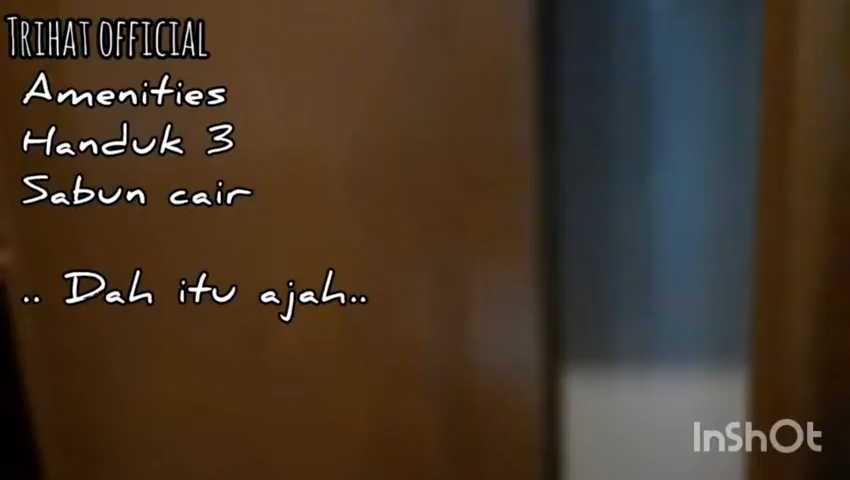 TRIHAT OFFICIAL
Amenities
Handuk 3
Sabun cair
.. Dah itu ajah..
InShOt